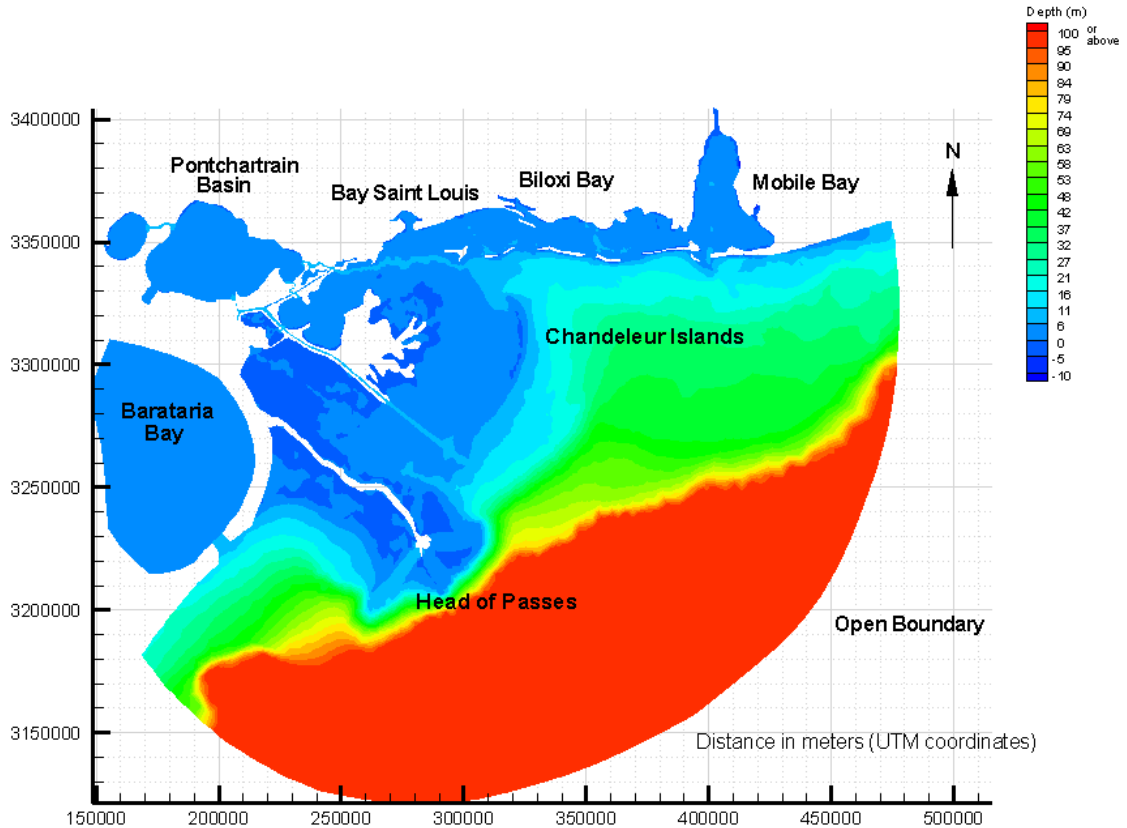 Depth (m)
100 or above
95
90
84
79
74
69
63
58
53
48
42
37
32
27
21
16
11
6
0
-5
-10
3400000
3350000
3300000
3250000
3200000
3150000
N
Pontchartrain
Basin
Bay Saint Louis
Biloxi Bay
Mobile Bay
Chandeleur Islands
Barataria
Bay
Head of Passes
Open Boundary
Distance in meters (UTM coordinates)
150000 200000 250000 300000 350000 400000 450000 500000